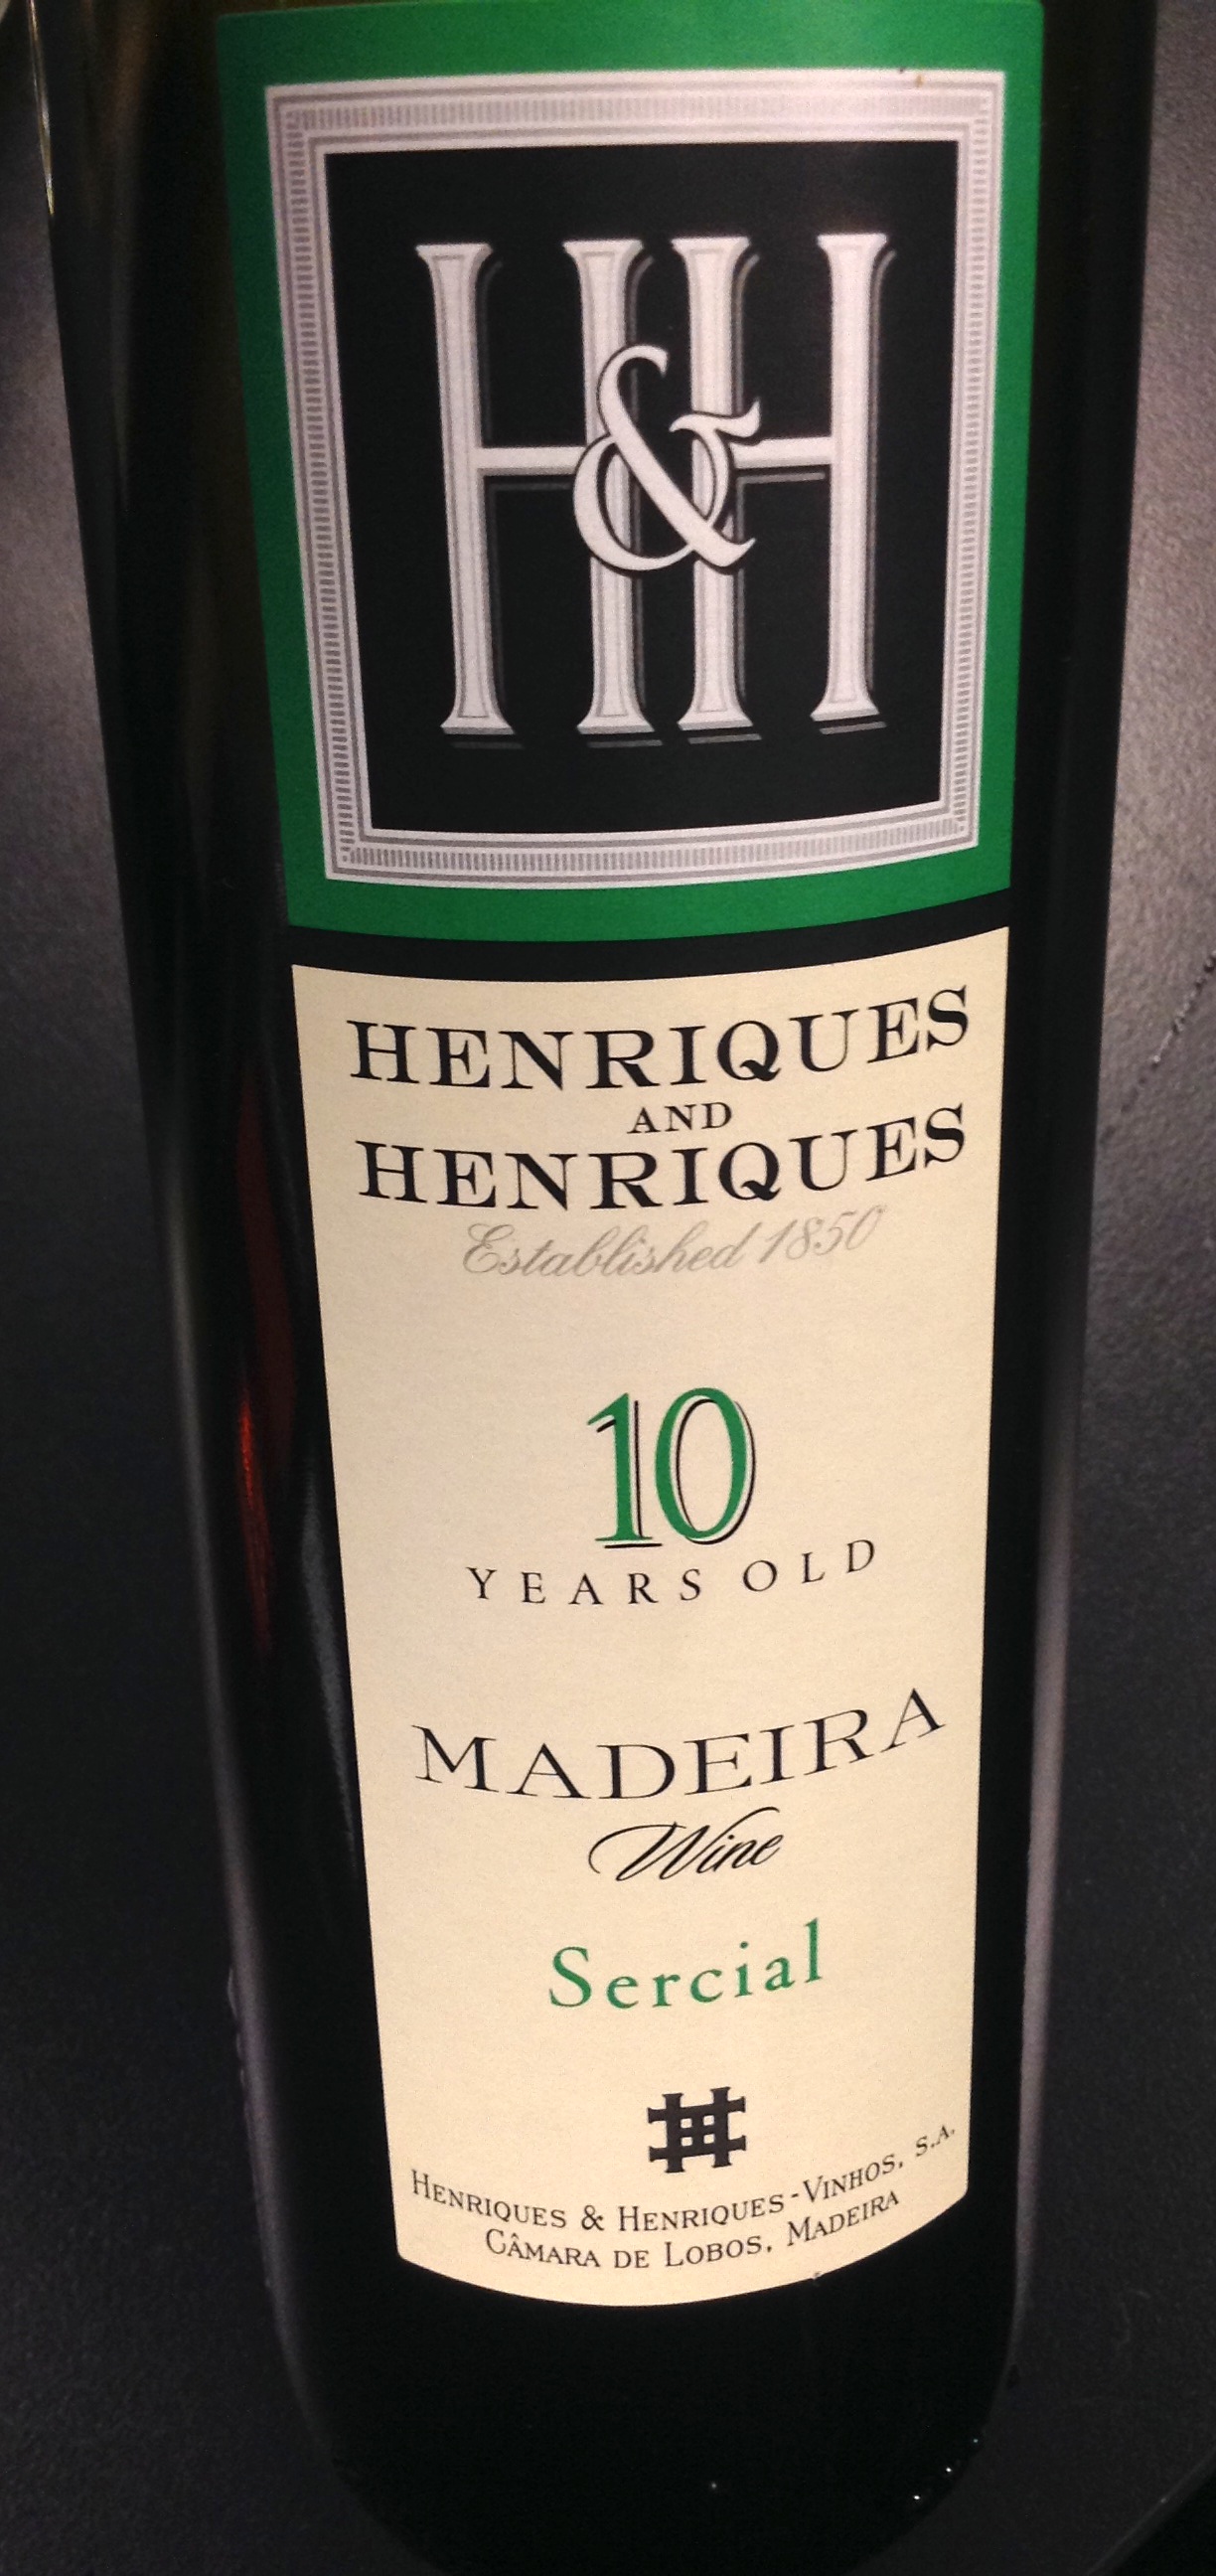 H&H
HENRIQUES
AND
HENRIQUES
Established 1850
10
YEARS OLD
MADEIRA
Wine
Sercial
HENRIQUES & HENRIQUES-VINHOS, S.A.
CÂMARA DE LOBOS, MADEIRA